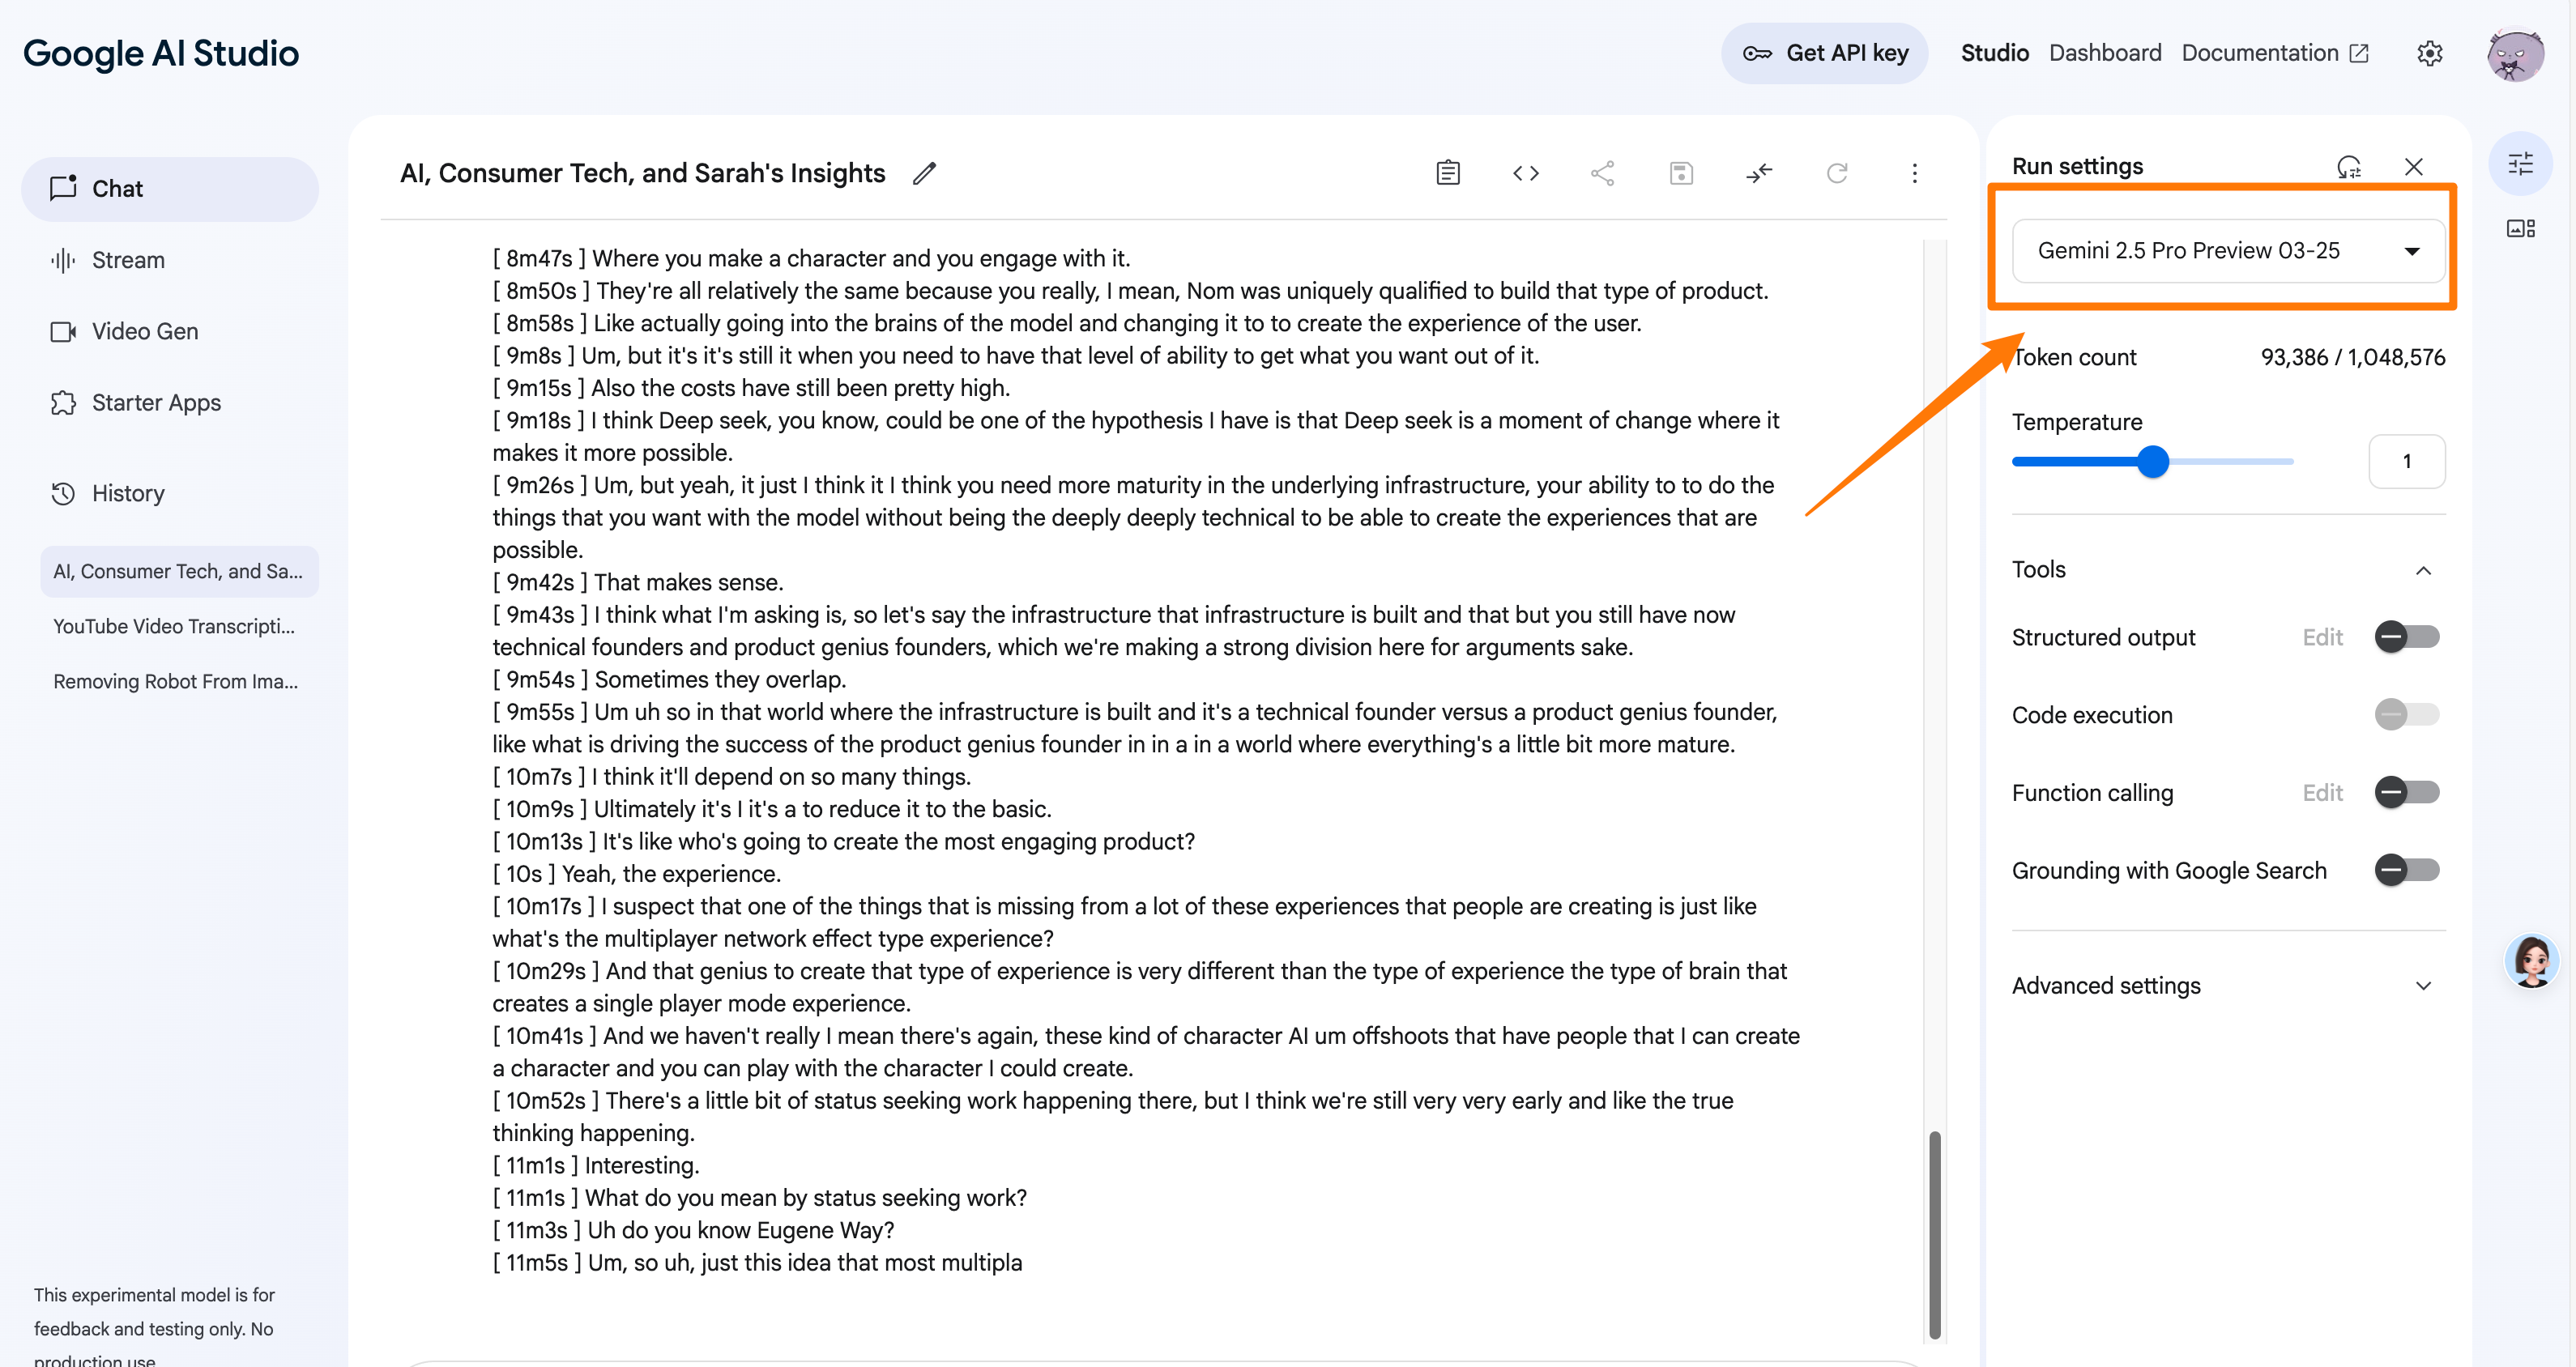 Google AI Studio
Get API key
Studio
Dashboard
Documentation
Chat
Stream
Video Gen
Starter Apps
History
AI, Consumer Tech, and Sa...
YouTube Video Transcripti...
Removing Robot From Ima...
This experimental model is for
feedback and testing only. No
production use
AI, Consumer Tech, and Sarah's Insights
[ 8m47s ] Where you make a character and you engage with it.
[ 8m50s ] They're all relatively the same because you really, I mean, Nom was uniquely qualified to build that type of product.
[ 8m58s ] Like actually going into the brains of the model and changing it to to create the experience of the user.
[ 9m8s ] Um, but it's it's still it when you need to have that level of ability to get what you want out of it.
[ 9m15s ] Also the costs have still been pretty high.
[ 9m18s ] I think Deep seek, you know, could be one of the hypothesis I have is that Deep seek is a moment of change where it
makes it more possible.
[ 9m26s ] Um, but yeah, it just I think it I think you need more maturity in the underlying infrastructure, your ability to to do the
things that you want with the model without being the deeply deeply technical to be able to create the experiences that are
possible.
[ 9m42s ] That makes sense.
[ 9m43s ] I think what I'm asking is, so let's say the infrastructure that infrastructure is built and that but you still have now
technical founders and product genius founders, which we're making a strong division here for arguments sake.
[ 9m54s ] Sometimes they overlap.
[ 9m55s ] Um uh so in that world where the infrastructure is built and it's a technical founder versus a product genius founder,
like what is driving the success of the product genius founder in in a in a world where everything's a little bit more mature.
[ 10m7s ] I think it'll depend on so many things.
[ 10m9s ] Ultimately it's I it's a to reduce it to the basic.
[ 10m13s ] It's like who's going to create the most engaging product?
[ 10s ] Yeah, the experience.
[ 10m17s ] I suspect that one of the things that is missing from a lot of these experiences that people are creating is just like
what's the multiplayer network effect type experience?
[ 10m29s ] And that genius to create that type of experience is very different than the type of experience the type of brain that
creates a single player mode experience.
[ 10m41s ] And we haven't really I mean there's again, these kind of character AI um offshoots that have people that I can create
a character and you can play with the character I could create.
[ 10m52s ] There's a little bit of status seeking work happening there, but I think we're still very very early and like the true
thinking happening.
[ 11m1s ] Interesting.
[ 11m1s ] What do you mean by status seeking work?
[ 11m3s ] Uh do you know Eugene Way?
[ 11m5s ] Um, so uh, just this idea that most multipla
Run settings
Gemini 2.5 Pro Preview 03-25
Token count 93,386 / 1,048,576
Temperature
1
Tools
Structured output Edit
Code execution
Function calling Edit
Grounding with Google Search
Advanced settings